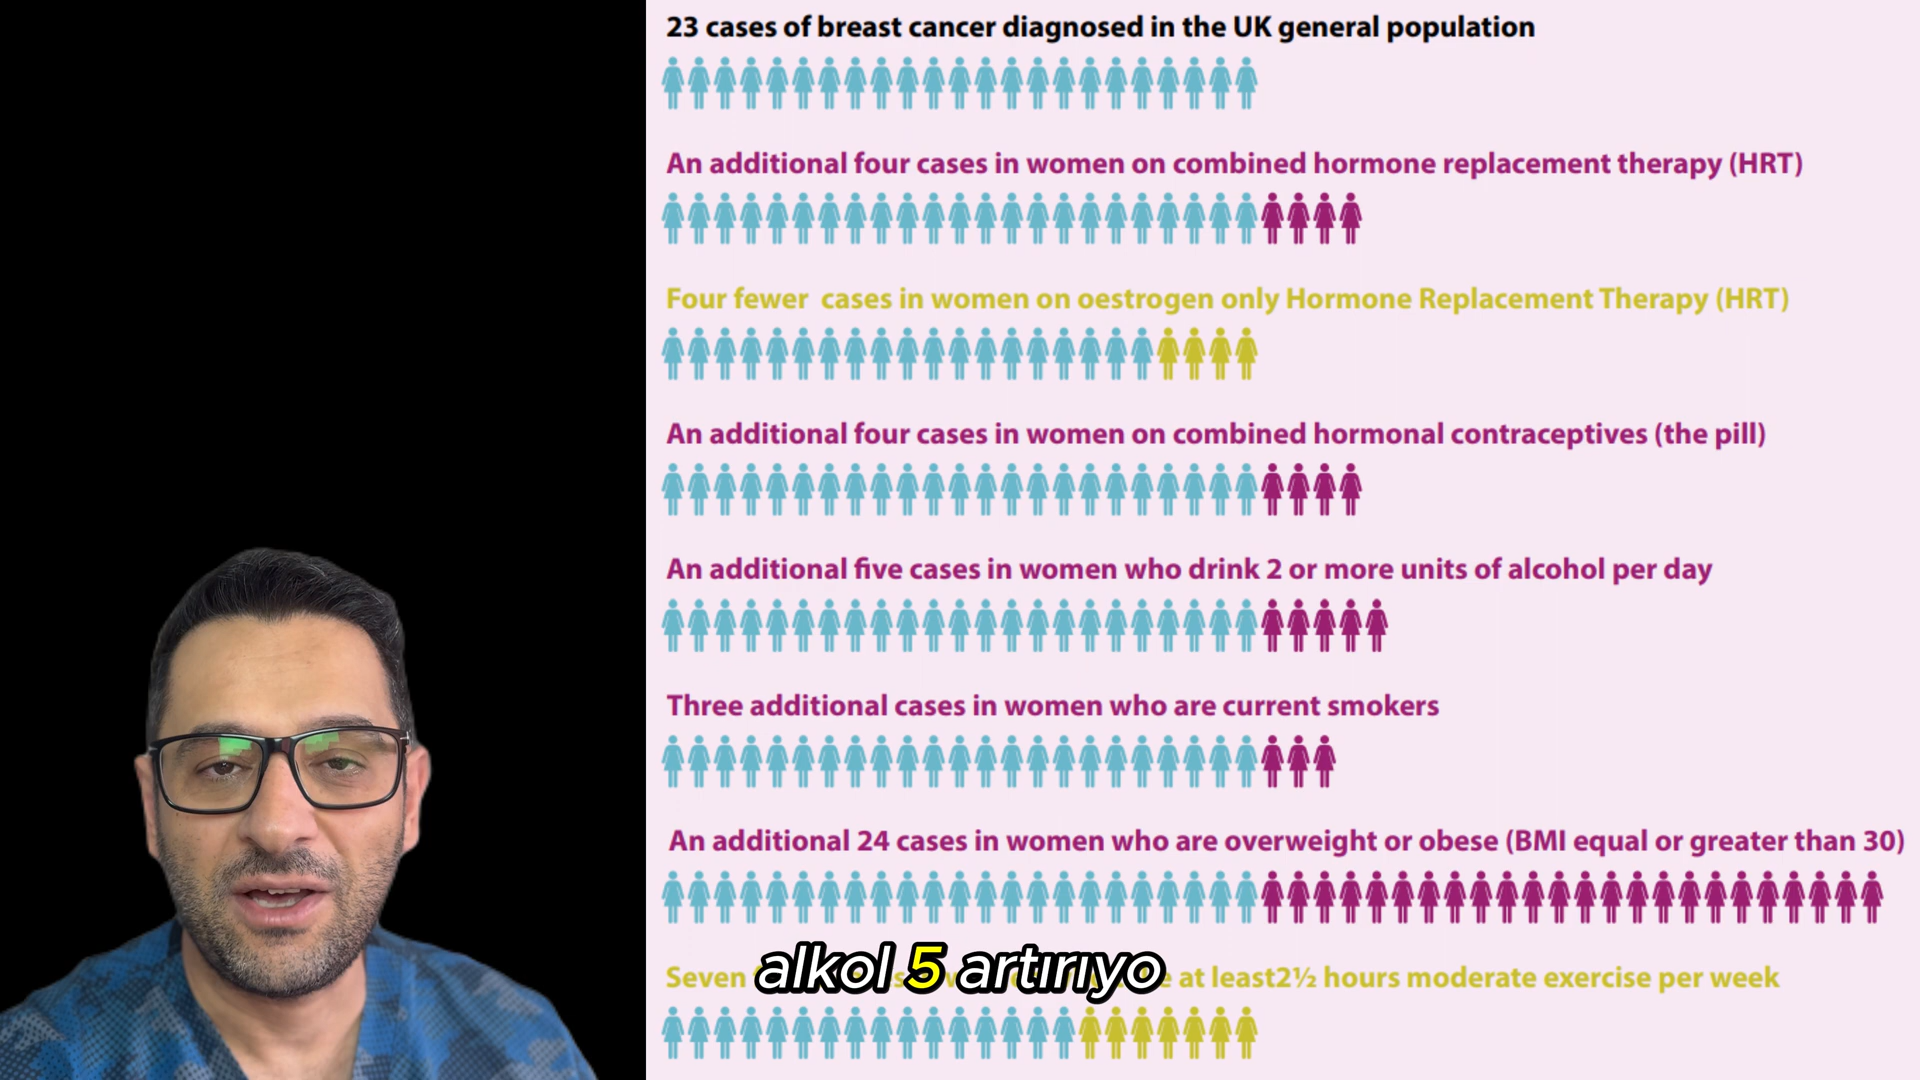 23 cases of breast cancer diagnosed in the UK general population
An additional four cases in women on combined hormone replacement therapy (HRT)
Four fewer cases in women on oestrogen only Hormone Replacement Therapy (HRT)
An additional four cases in women on combined hormonal contraceptives (the pill)
An additional five cases in women who drink 2 or more units of alcohol per day
Three additional cases in women who are current smokers
An additional 24 cases in women who are overweight or obese (BMI equal or greater than 30)
alkol 5 artırıyo
Seven at least2½ hours moderate exercise per week